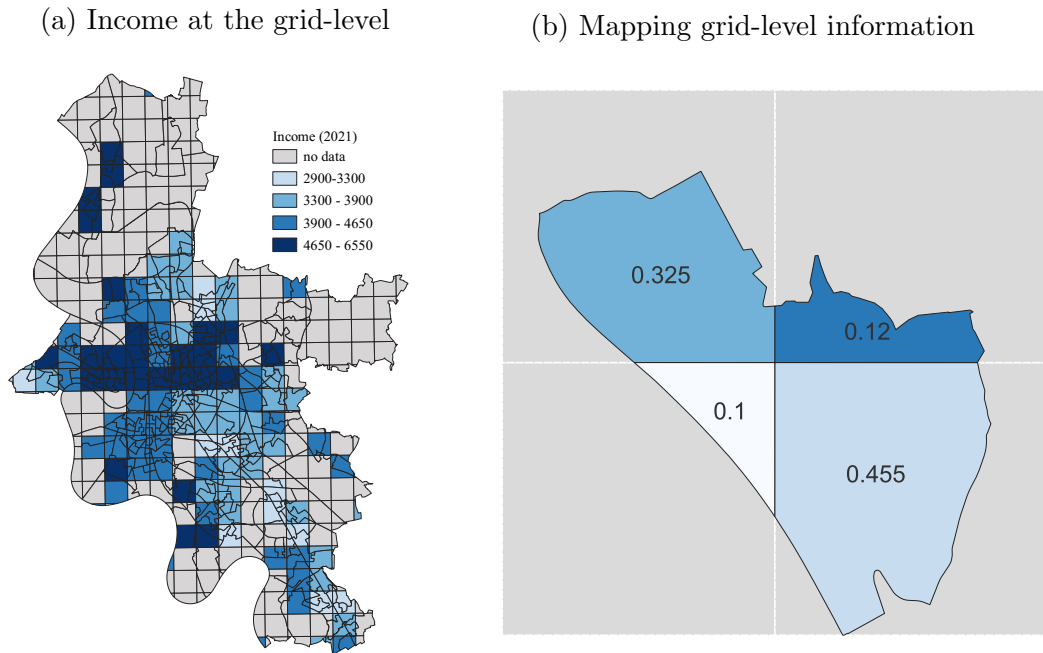 (a) Income at the grid-level
(b) Mapping grid-level information
Income (2021)
no data
2900-3300
3300 - 3900
3900 - 4650
4650 - 6550
0.325
0.12
0.1
0.455